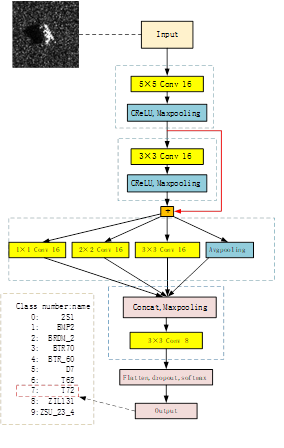 Input
5×5 Conv 16
CReLU, Maxpooling
3×3 Conv 16
CReLU, Maxpooling
+
1×1 Conv 16
2×2 Conv 16
3×3 Conv 16
Avgpooling
Concat, Maxpooling
3×3 Conv 8
Flatten, dropout, softmax
Output
Class number:name
0: 2S1
1: BMP2
2: BRDM_2
3: BTR70
4: BTR_60
5: D7
6: T62
7: T72
8: ZIL131
9: ZSU_23_4